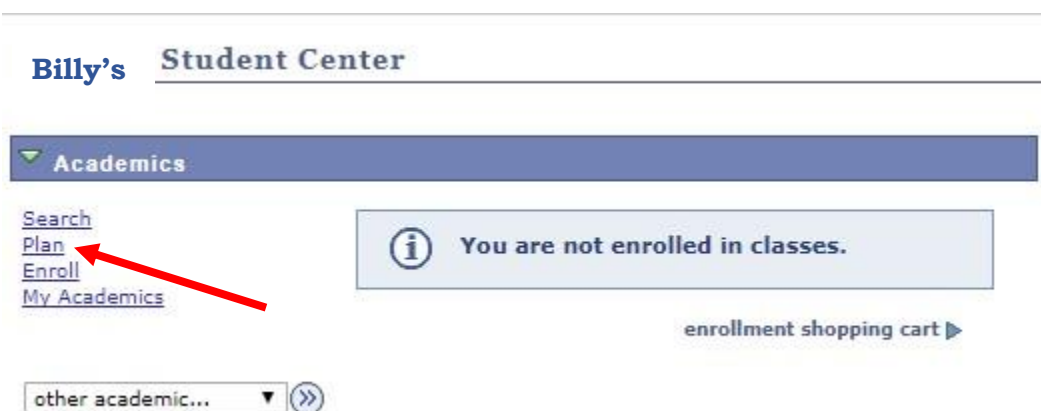 Billy’s Student Center
Academics
Search
Plan
Enroll
My Academics
You are not enrolled in classes.
enrollment shopping cart
other academic...